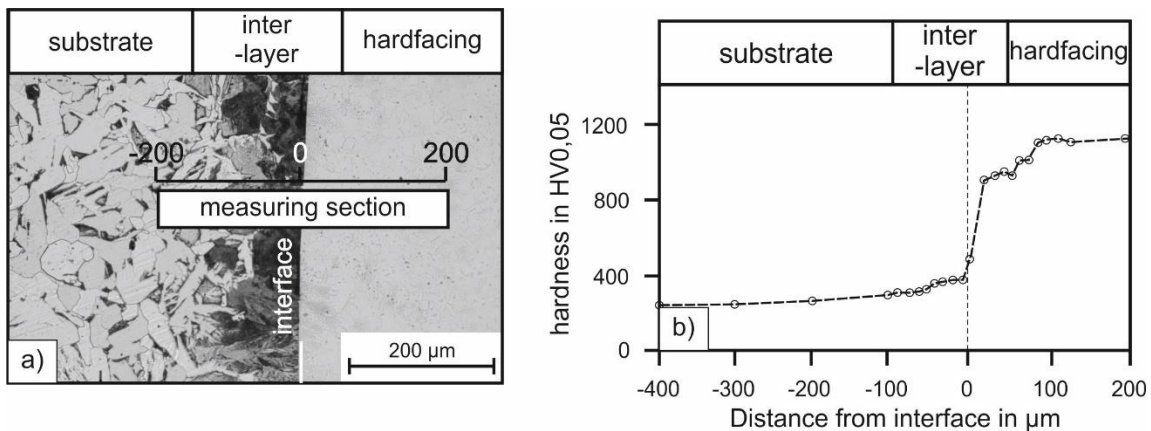 substrate
inter
-layer
hardfacing
-200
0
200
measuring section
interface
a)
200 µm
substrate
inter
-layer
hardfacing
hardness in HV0,05
1200
800
400
0
b)
-400
-300
-200
-100
0
100
200
Distance from interface in µm